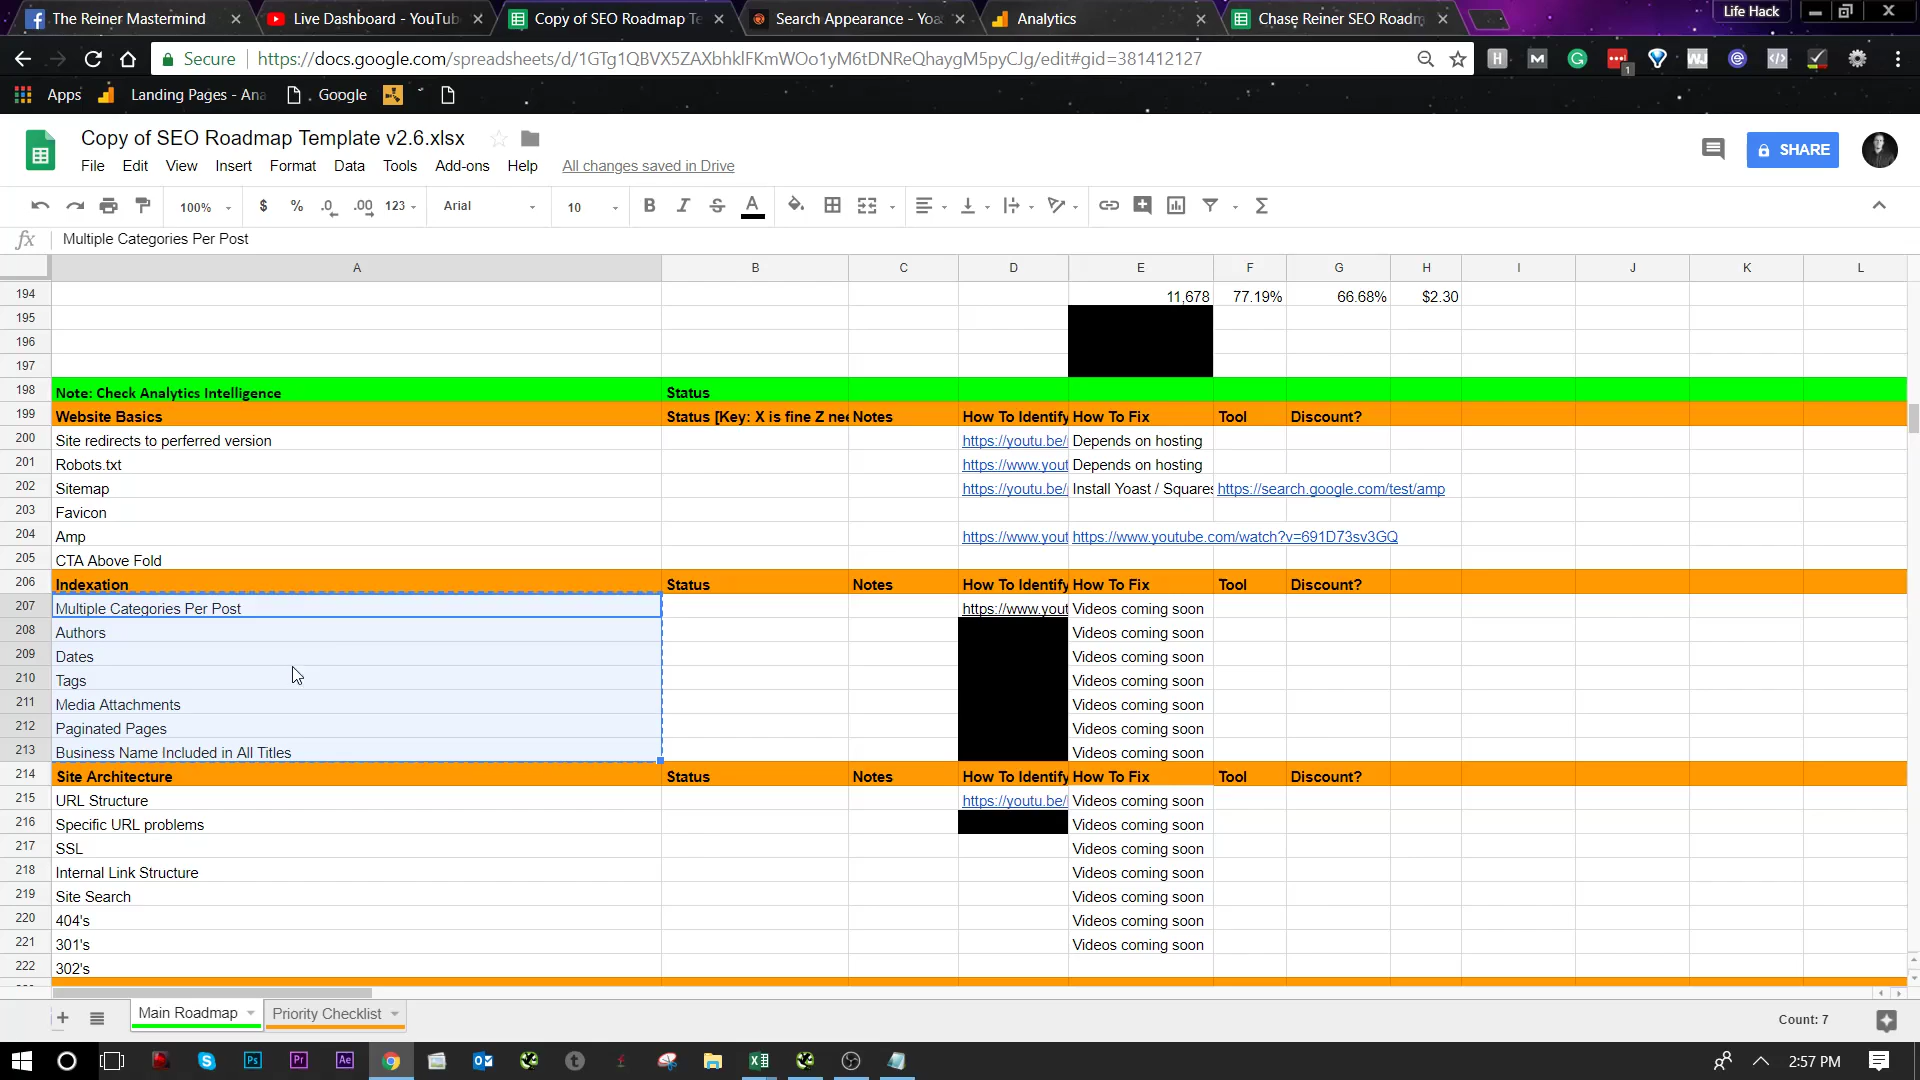 The Reiner Mastermind
Live Dashboard - YouTub
Copy of SEO Roadmap Te
Search Appearance - Yoa
Analytics
Chase Reiner SEO Roadm
Life Hack
Secure
https://docs.google.com/spreadsheets/d/1GTg1QBVX5ZAXbhklFKmWOo1yM6tDNReQhaygM5pyCJg/edit#gid=381412127
Apps
Landing Pages - Ana
Google
Copy of SEO Roadmap Template v2.6.xlsx
SHARE
File Edit View Insert Format Data Tools Add-ons Help All changes saved in Drive
100% $ % .0 .00 123 Arial 10 B I S A
fx Multiple Categories Per Post
A B C D E F G H I J K L
194 11,678 77.19% 66.68% $2.30
195
196
197
198 Note: Check Analytics Intelligence Status
199 Website Basics Status [Key: X is fine Z nee Notes How To Identify How To Fix Tool Discount?
200 Site redirects to perferred version https://youtu.be/ Depends on hosting
201 Robots.txt https://www.yout Depends on hosting
202 Sitemap https://youtu.be/ Install Yoast / Squares https://search.google.com/test/amp
203 Favicon
204 Amp https://www.yout https://www.youtube.com/watch?v=691D73sv3GQ
205 CTA Above Fold
206 Indexation Status Notes How To Identify How To Fix Tool Discount?
207 Multiple Categories Per Post https://www.yout Videos coming soon
208 Authors Videos coming soon
209 Dates Videos coming soon
210 Tags Videos coming soon
211 Media Attachments Videos coming soon
212 Paginated Pages Videos coming soon
213 Business Name Included in All Titles Videos coming soon
214 Site Architecture Status Notes How To Identify How To Fix Tool Discount?
215 URL Structure https://youtu.be/ Videos coming soon
216 Specific URL problems Videos coming soon
217 SSL Videos coming soon
218 Internal Link Structure Videos coming soon
219 Site Search Videos coming soon
220 404's Videos coming soon
221 301's Videos coming soon
222 302's
Main Roadmap
Priority Checklist
Count: 7
2:57 PM